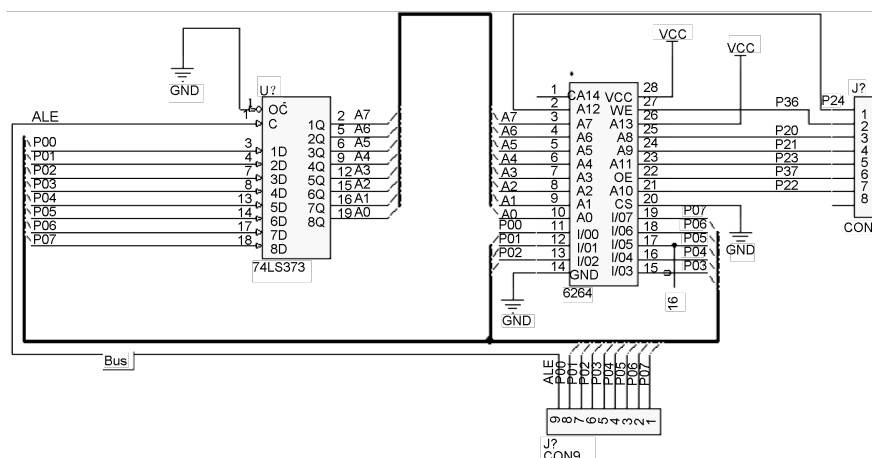 GND
ALE
P00
P01
P02
P03
P04
P05
P06
P07
1
1
3
4
7
8
13
14
17
18
U?
OC
C
1D
2D
3D
4D
5D
6D
7D
8D
1Q
2Q
3Q
4Q
5Q
6Q
7Q
8Q
74LS373
2 A7
5 A6
6 A5
9 A4
12 A3
15 A2
16 A1
19 A0
A7
A6
A5
A4
A3
A2
A1
A0
P00
P01
P02
1
2
3
4
5
6
7
8
9
10
11
12
13
14
CA14
A12
A7
A6
A5
A4
A3
A2
A1
A0
I/00
I/01
I/02
GND
VCC
WE
A13
A8
A9
A11
OE
A10
CS
I/07
I/06
I/05
I/04
I/03
6264
GND
28
27
26
25
24
23
22
21
20
19
18
17
16
15
VCC
VCC
P07
P06
P05
P04
P03
16
GND
P36
P24
P20
P21
P23
P37
P22
J?
1
2
3
4
5
6
7
8
CON
Bus
ALE
P00
P01
P02
P03
P04
P05
P06
P07
9
8
7
6
5
4
3
2
1
J?
CON9